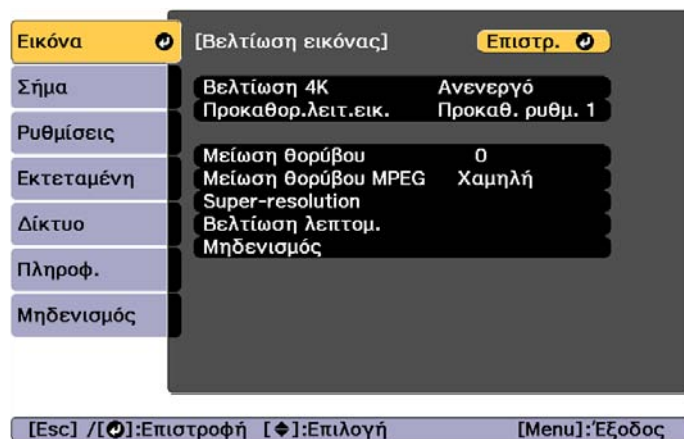 Εικόνα
[Βελτίωση εικόνας] Επιστρ.
Σήμα
Βελτίωση 4K Ανενεργό
Προκαθορ.λειτ.εικ. Προκαθ. ρυθμ. 1
Ρυθμίσεις
Μείωση θορύβου 0
Εκτεταμένη
Μείωση θορύβου MPEG Χαμηλή
Super-resolution
Δίκτυο
Βελτίωση λεπτομ.
Μηδενισμός
Πληροφ.
Μηδενισμός
[Esc] /[]:Επιστροφή []:Επιλογή [Menu]:Έξοδος